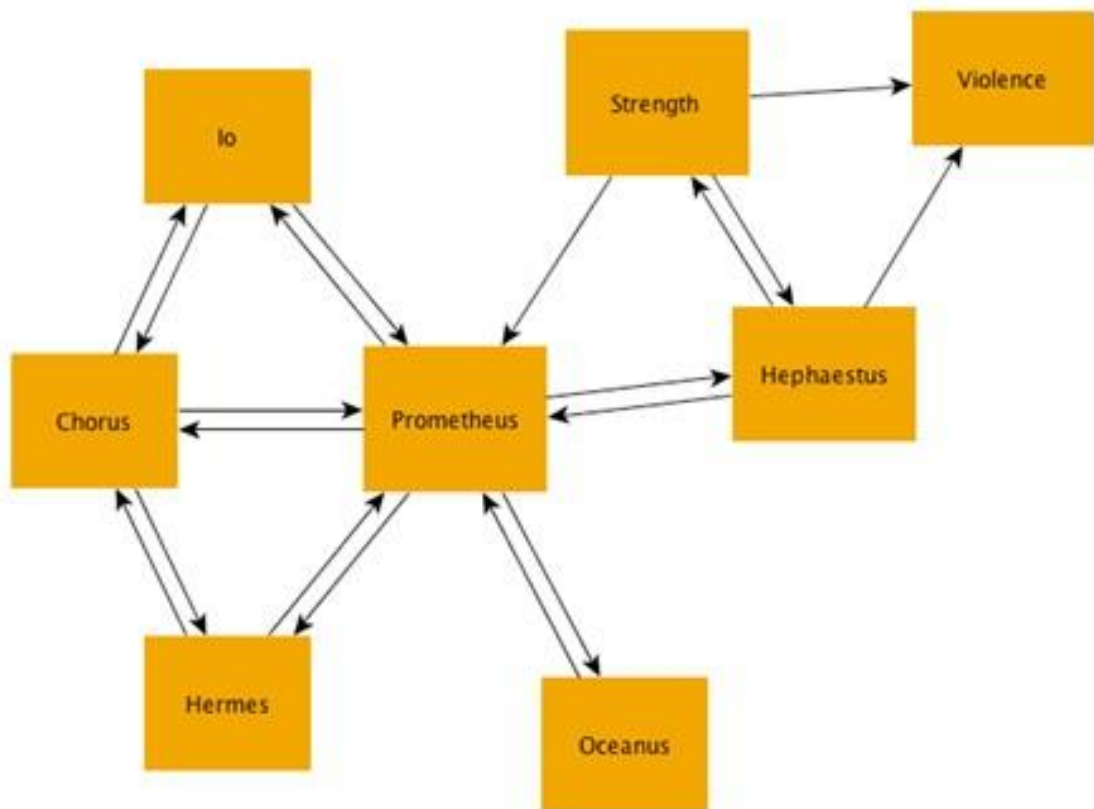 Violence
Strength
Io
Hephaestus
Chorus
Prometheus
Hermes
Oceanus